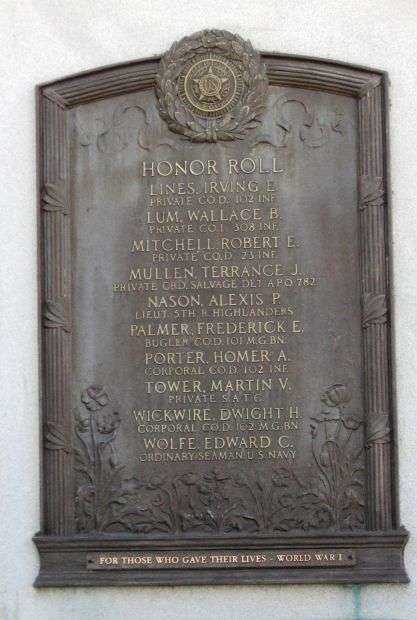 HONOR ROLL
LINES, IRVING E.
PRIVATE CO.D. 102 INF.
LUM, WALLACE B.
PRIVATE CO.I 308 INF.
MITCHELL, ROBERT E.
PRIVATE CO.D 23 INF.
MULLEN, TERRANCE J.
PRIVATE ORD. SALVAGE DET. A.P.O. 782
NASON, ALEXIS P.
LIEUT. 5TH. R. HIGHLANDERS
PALMER, FREDERICK E.
BUGLER CO.D. 101 M.G. BN.
PORTER, HOMER A.
CORPORAL CO.D 102 INF.
TOWER, MARTIN V.
PRIVATE S.A.T.C.
WICKWIRE, DWIGHT H.
CORPORAL CO.D. 102 M.G. BN
WOLFE, EDWARD C.
ORDINARY SEAMAN U.S. NAVY
FOR THOSE WHO GAVE THEIR LIVES - WORLD WAR I